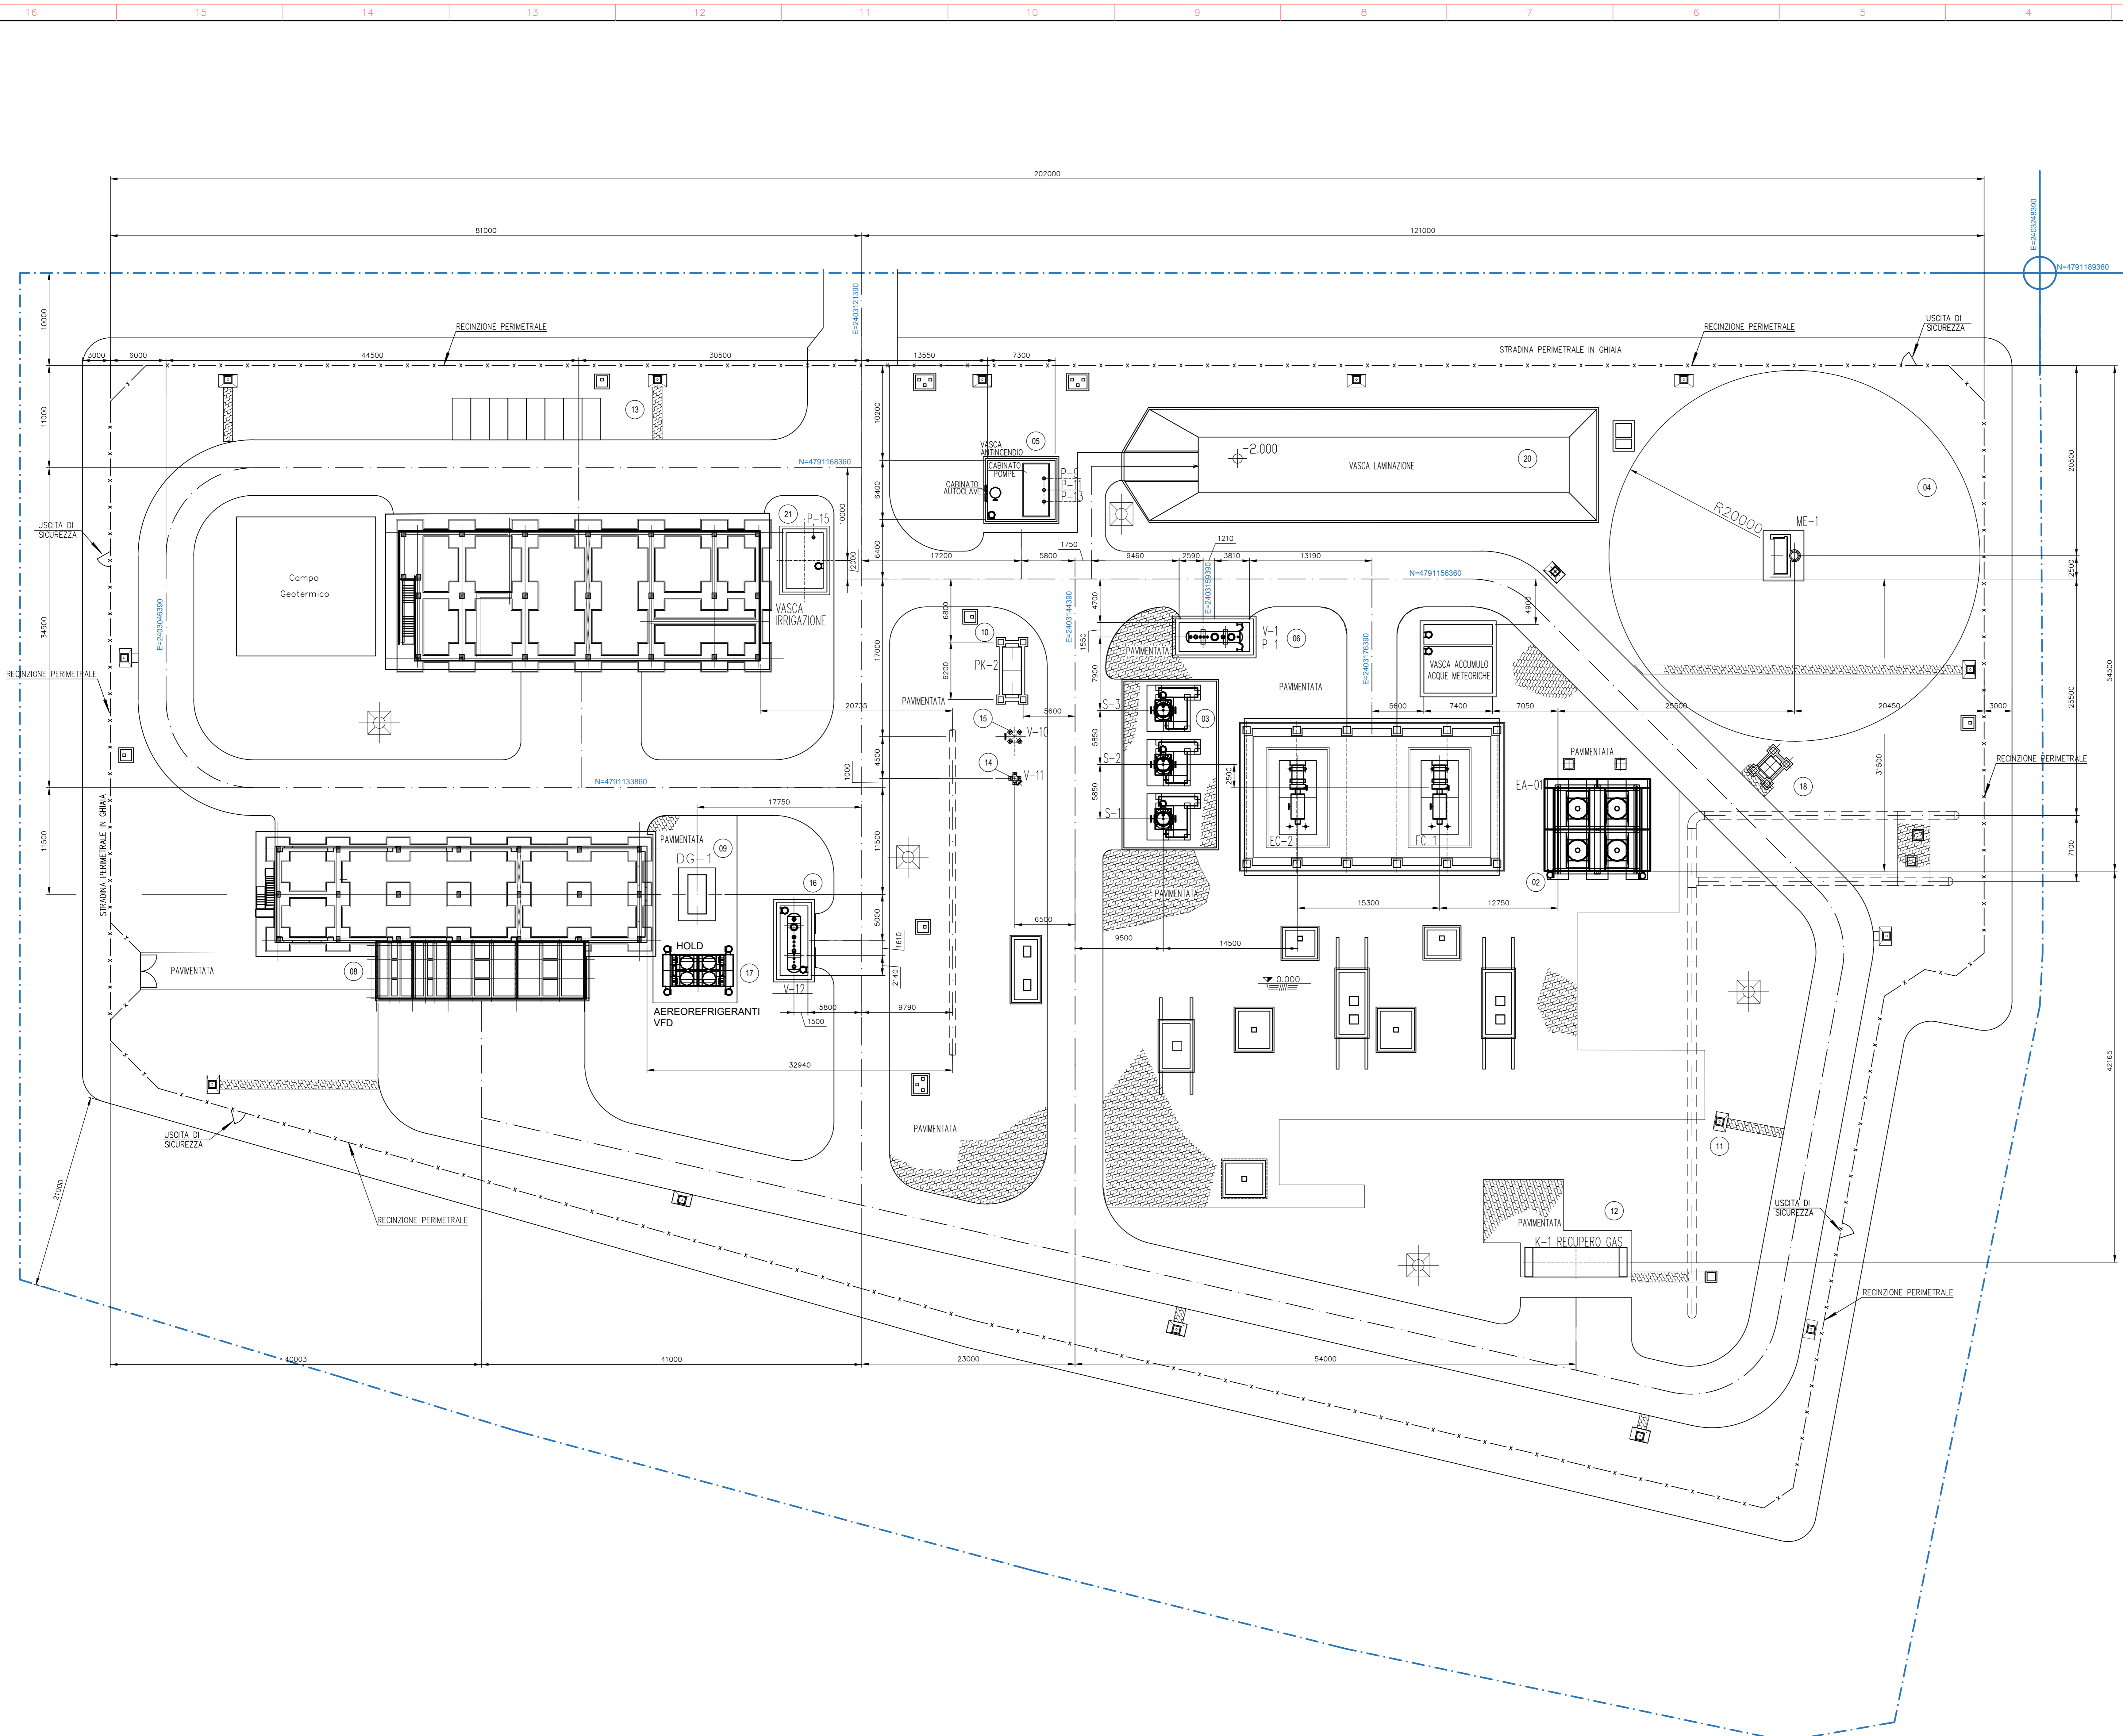 16
15
14
13
12
11
10
9
8
7
6
5
4
202000
81000
121000
E=2403248390
N=4791189360
E=2403121390
10000
RECINZIONE PERIMETRALE
RECINZIONE PERIMETRALE
USCITA DI
SICUREZZA
STRADINA PERIMETRALE IN GHIAIA
3000
6000
44500
30500
13550
7300
11000
13
10200
20500
N=4791168360
VASCA
ANTINCENDIO
05
CABINATO
POMPE
P-9
P-11
P-13
CABINATO
AUTOCLAVE
-2.000
VASCA LAMINAZIONE
20
04
R20000
ME-1
6400
6400
10000
2000
USCITA DI
SICUREZZA
21
P-15
Campo
Geotermico
VASCA
IRRIGAZIONE
E=2403046390
34500
17200
5800
1750
9460
2590
1210
3810
13190
N=4791156360
2500
54500
4900
6800
4700
1550
E=2403144390
E=2403159390
E=2403176390
V-1
P-1
06
PAVIMENTATA
PAVIMENTATA
VASCA ACCUMULO
ACQUE METEORICHE
10
PK-2
6200
17000
7900
RECINZIONE PERIMETRALE
20735
PAVIMENTATA
5600
5600
7400
7050
25500
20450
3000
25500
15
V-10
S-3
03
5850
S-2
14
V-11
4500
1000
2500
5850
S-1
PAVIMENTATA
EA-01
18
31500
RECINZIONE PERIMETRALE
N=4791133860
17750
11500
11500
STRADINA PERIMETRALE IN GHIAIA
PAVIMENTATA
09
DG-1
16
EC-2
EC-1
02
7100
PAVIMENTATA
5000
1610
2140
6500
15300
12750
9500
14500
HOLD
17
08
PAVIMENTATA
V-12
AEREOREFRIGERANTI
VFD
5800
1500
9790
0.000
32940
42165
USCITA DI
SICUREZZA
PAVIMENTATA
11
21000
RECINZIONE PERIMETRALE
USCITA DI
SICUREZZA
12
PAVIMENTATA
K-1 RECUPERO GAS
RECINZIONE PERIMETRALE
40003
41000
23000
54000